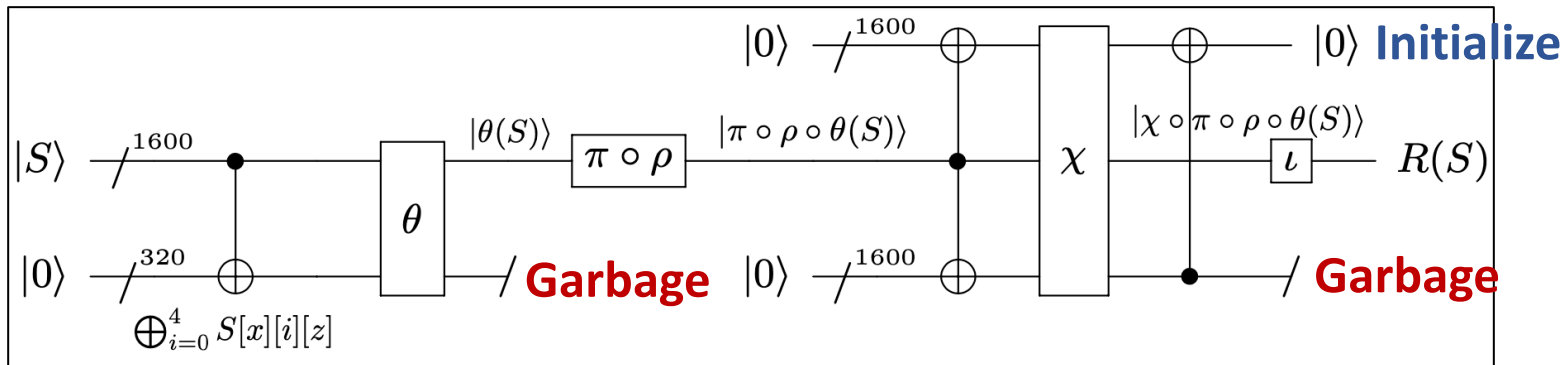 |0⟩ 1600 |0⟩ Initialize
|S⟩ 1600 |θ(S)⟩ π ∘ ρ |π ∘ ρ ∘ θ(S)⟩ χ |χ ∘ π ∘ ρ ∘ θ(S)⟩ ι R(S)
θ
|0⟩ 320 Garbage |0⟩ 1600 Garbage
⊕⁴ᵢ₌₀ S[x][i][z]